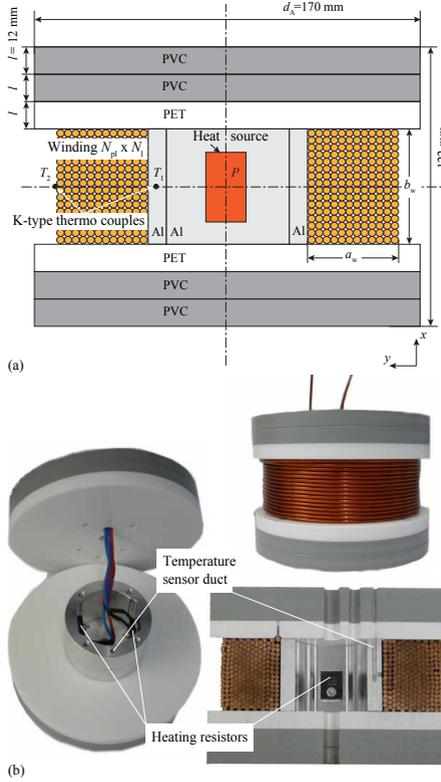 d_A=170 mm
l = 12 mm
PVC
l
PVC
l
PET
Winding N_pl x N_l
Heat source
T_2
T_1
P
b_w
K-type thermo couples
Al
Al
Al
a_w
PET
PVC
PVC
x
y
(a)
Temperature
sensor duct
Heating resistors
(b)